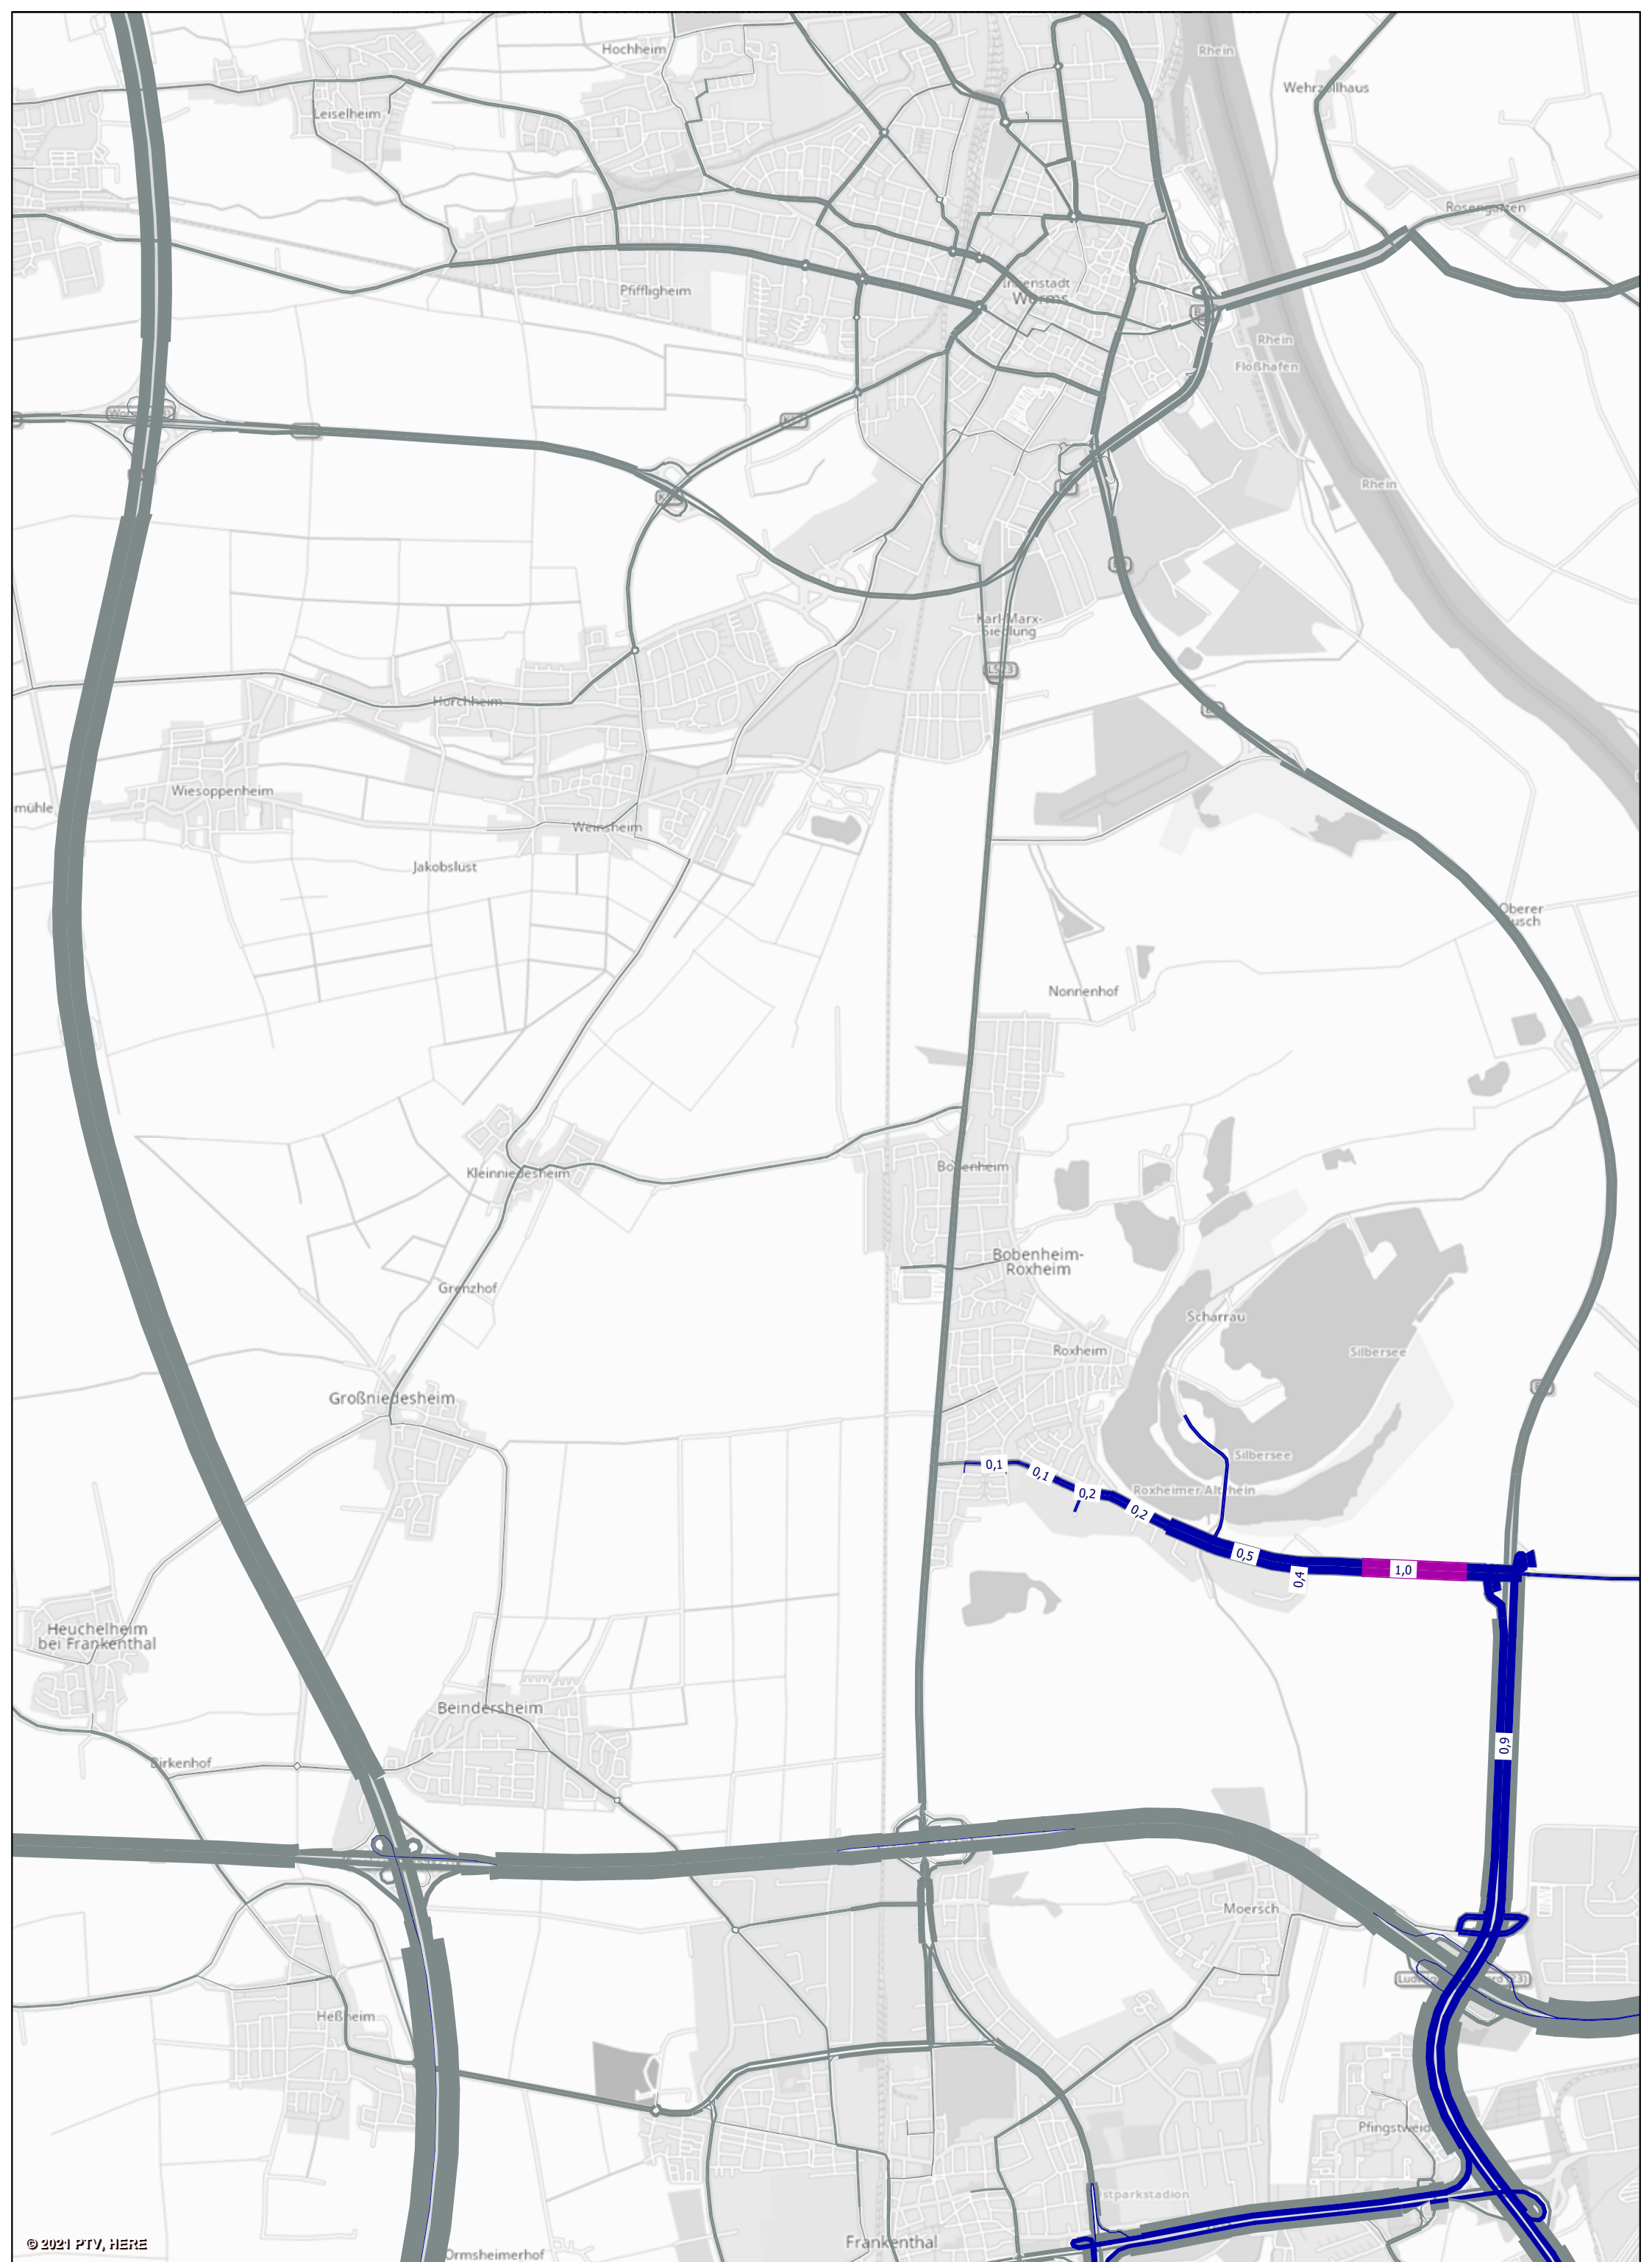 Rhein
Hochheim
Wehrzollhaus
Leiselheim
Rosengarten
Pfiffligheim
Innenstadt
Worms
Rhein
Floßhafen
Rhein
Karl-Marx-
Siedlung
Horchheim
Wiesoppenheim
mühle
Weinsheim
Jakobslust
Oberer
Busch
Nonnenhof
Bobenheim
Kleinniedesheim
Bobenheim-
Roxheim
Grenzhof
Scharrau
Roxheim
Silbersee
Großniedesheim
Silbersee
0,1
0,1
Roxheimer Altrhein
0,2
0,2
0,5
0,4
1,0
Heuchelheim
bei Frankenthal
Beindersheim
0,9
Birkenhof
Moersch
Heßheim
Pfingstweid
stparkstadion
Frankenthal
Ormsheimerhof
© 2021 PTV, HERE